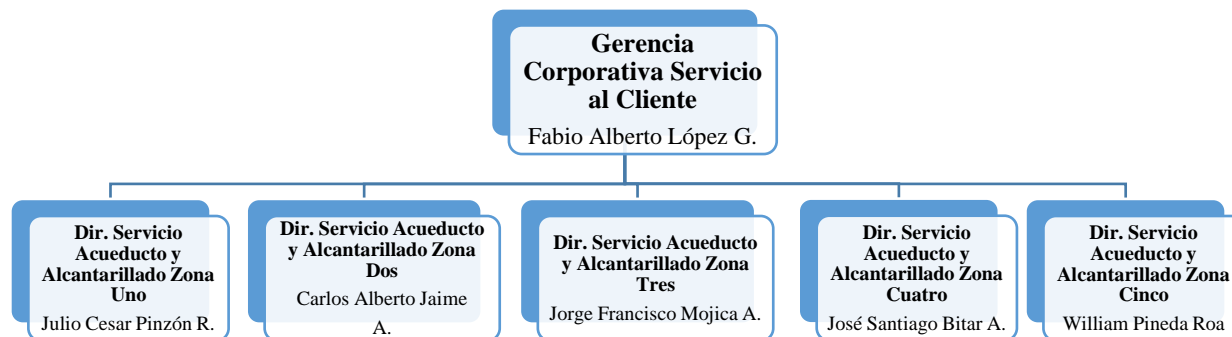 Gerencia
Corporativa Servicio
al Cliente
Fabio Alberto López G.
Dir. Servicio
Acueducto y
Alcantarillado Zona
Uno
Julio Cesar Pinzón R.
Dir. Servicio Acueducto
y Alcantarillado Zona
Dos
Carlos Alberto Jaime
A.
Dir. Servicio Acueducto
y Alcantarillado Zona
Tres
Jorge Francisco Mojica A.
Dir. Servicio
Acueducto y
Alcantarillado Zona
Cuatro
José Santiago Bitar A.
Dir. Servicio
Acueducto y
Alcantarillado Zona
Cinco
William Pineda Roa